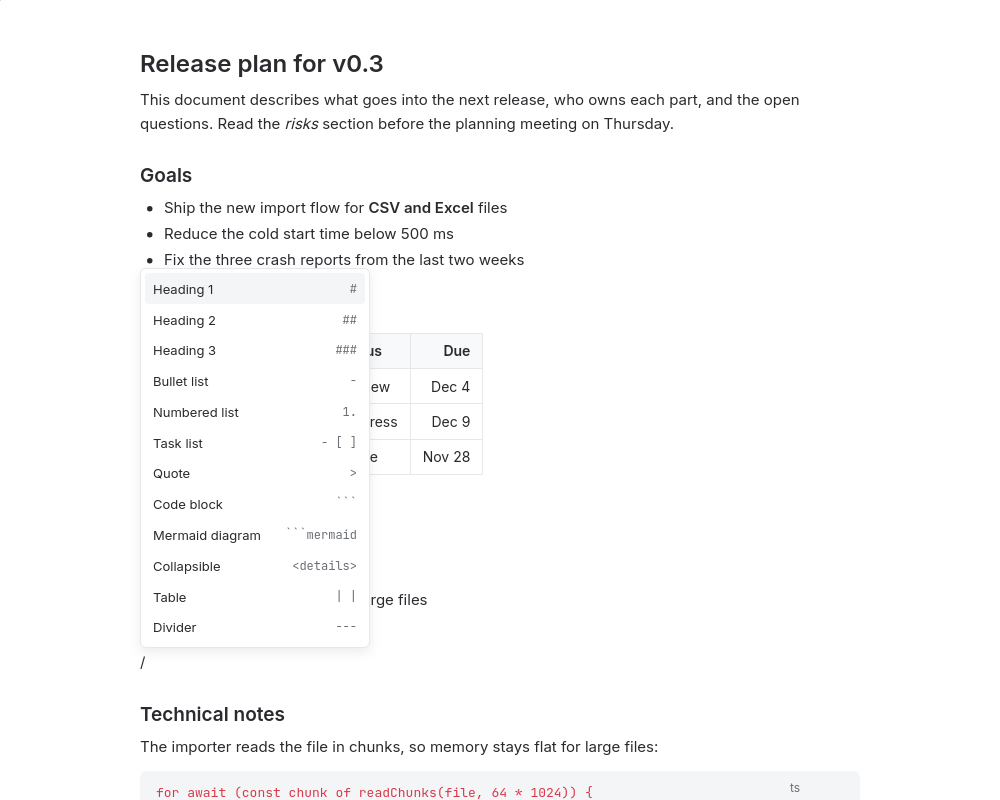 Release plan for v0.3
This document describes what goes into the next release, who owns each part, and the open
questions. Read the risks section before the planning meeting on Thursday.
Goals
Ship the new import flow for CSV and Excel files
Reduce the cold start time below 500 ms
Fix the three crash reports from the last two weeks
Heading 1 #
Heading 2 ##
Heading 3 ###
Bullet list -
Numbered list 1.
Task list - [ ]
Quote >
Code block ```
Mermaid diagram ```mermaid
Collapsible <details>
Table | |
Divider ---
Due
Dec 4
Dec 9
Nov 28
files
/
Technical notes
The importer reads the file in chunks, so memory stays flat for large files:
ts
for await (const chunk of readChunks(file, 64 * 1024)) {